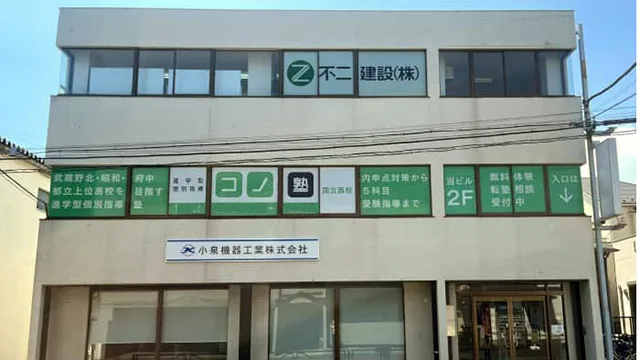 不二 建設(株)
武蔵野北・昭和・
都立上位高校を
進学型個別指導
府中
目指す
塾
進学型
個別指導
コノ塾
国立西校
内申点対策から
5科目
受験指導まで
当ビル
2F
無料体験
転塾相談
受付中
入口は
↓
小泉機器工業株式会社